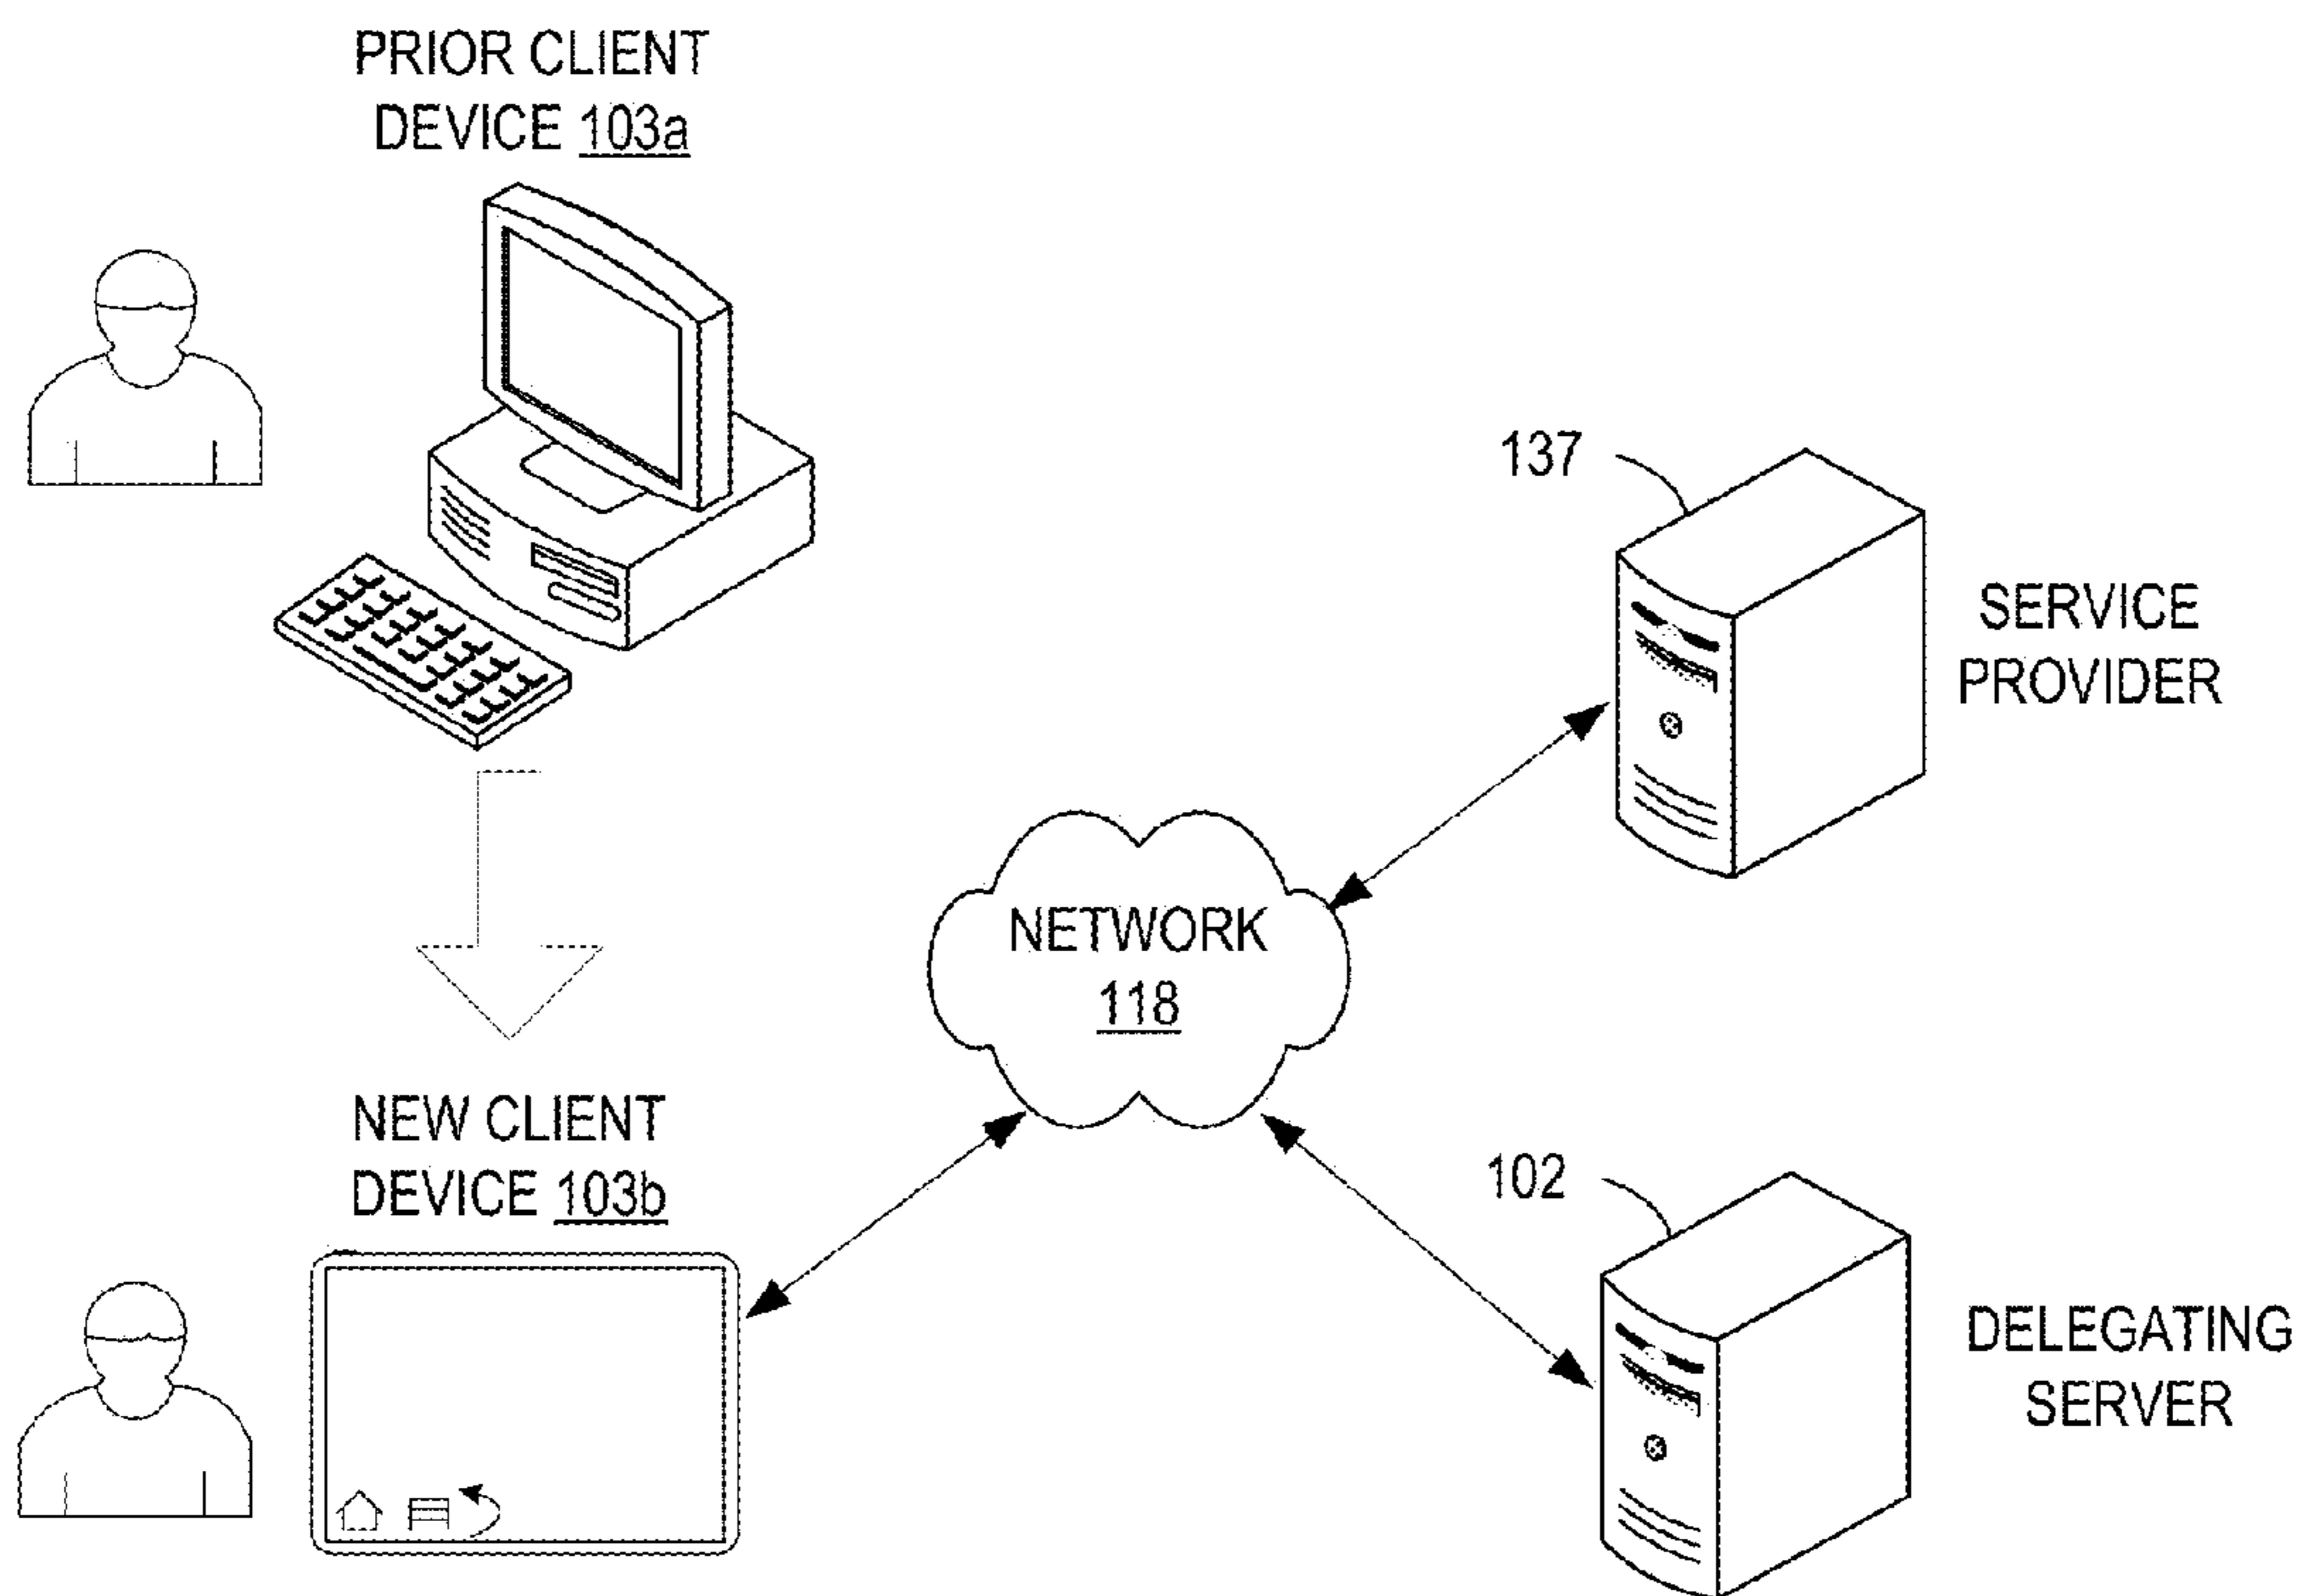 PRIOR CLIENT
DEVICE 103a
137
SERVICE
PROVIDER
NETWORK
118
NEW CLIENT
DEVICE 103b
102
DELEGATING
SERVER